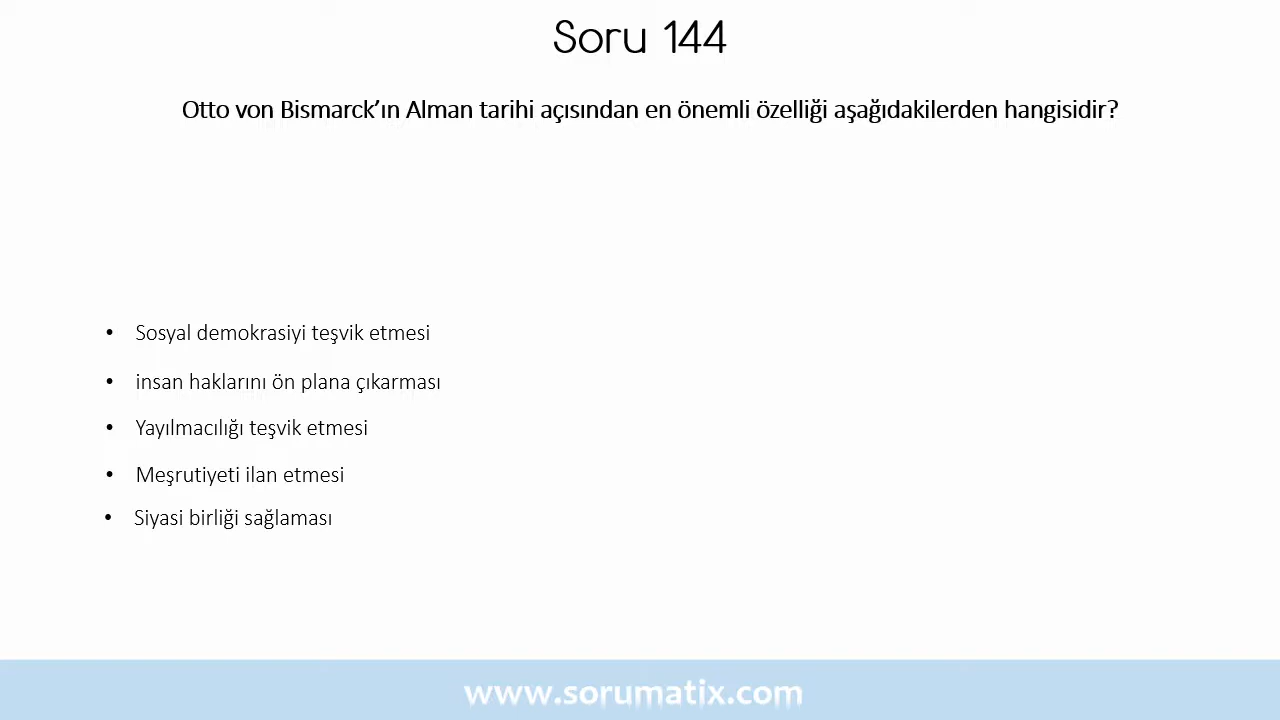 Soru 144
Otto von Bismarck’ın Alman tarihi açısından en önemli özelliği aşağıdakilerden hangisidir?
• Sosyal demokrasiyi teşvik etmesi
• insan haklarını ön plana çıkarması
• Yayılmacılığı teşvik etmesi
• Meşrutiyeti ilan etmesi
• Siyasi birliği sağlaması
www.sorumatix.com